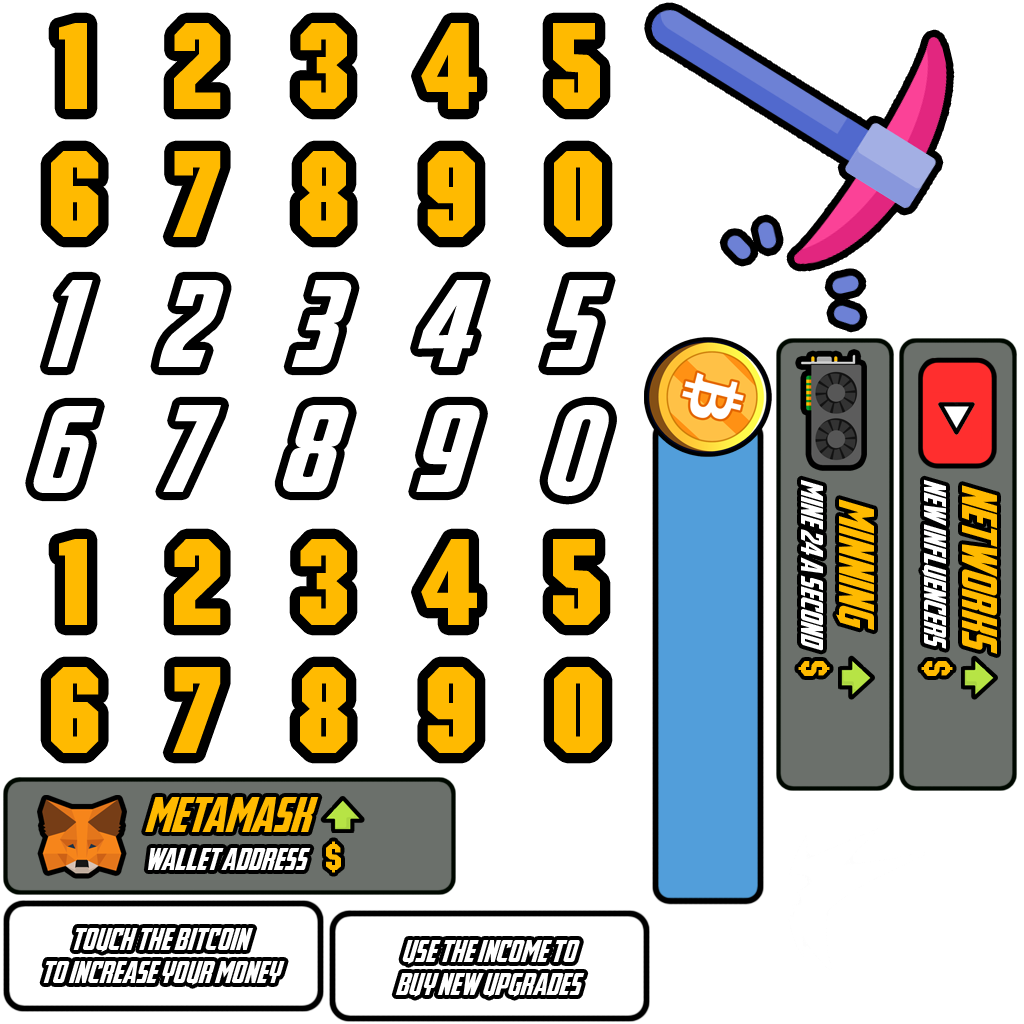 1 2 3 4 5
6 7 8 9 0
1 2 3 4 5
6 7 8 9 0
1 2 3 4 5
6 7 8 9 0
METAMASK
WALLET ADDRESS $
TOUCH THE BITCOIN
TO INCREASE YOUR MONEY
USE THE INCOME TO
BUY NEW UPGRADES
₿
MINNING
MINE 24 A SECOND $
NETWORKS
NEW INFLUENCERS $